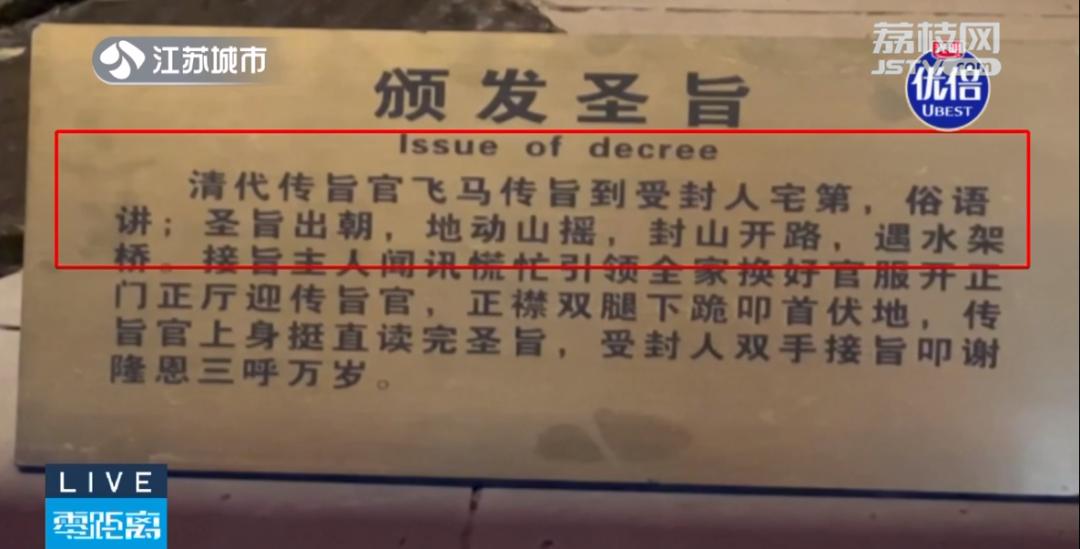 江苏城市
荔枝网
JSTV.com
光明
优倍
UBEST
颁发圣旨
Issue of decree
清代传旨官飞马传旨到受封人宅第，俗语
讲；圣旨出朝，地动山摇，封山开路，遇水架
桥。接旨主人闻讯慌忙引领全家换好官服开正
门正厅迎传旨官，正襟双腿下跪叩首伏地，传
旨官上身挺直读完圣旨，受封人双手接旨叩谢
隆恩三呼万岁。
LIVE
零距离